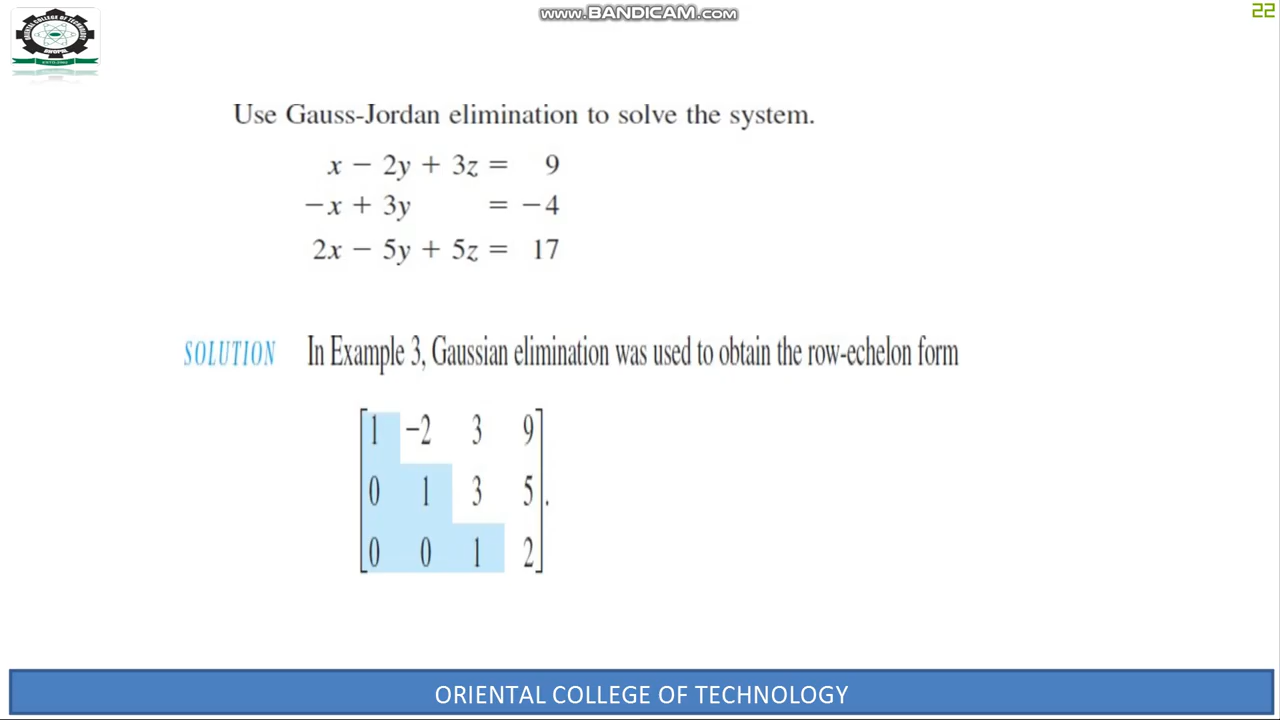 www.BANDICAM.com
22
Use Gauss-Jordan elimination to solve the system.
x − 2y + 3z = 9
−x + 3y = −4
2x − 5y + 5z = 17
SOLUTION In Example 3, Gaussian elimination was used to obtain the row-echelon form
1 −2 3 9
0 1 3 5
0 0 1 2 .
ORIENTAL COLLEGE OF TECHNOLOGY